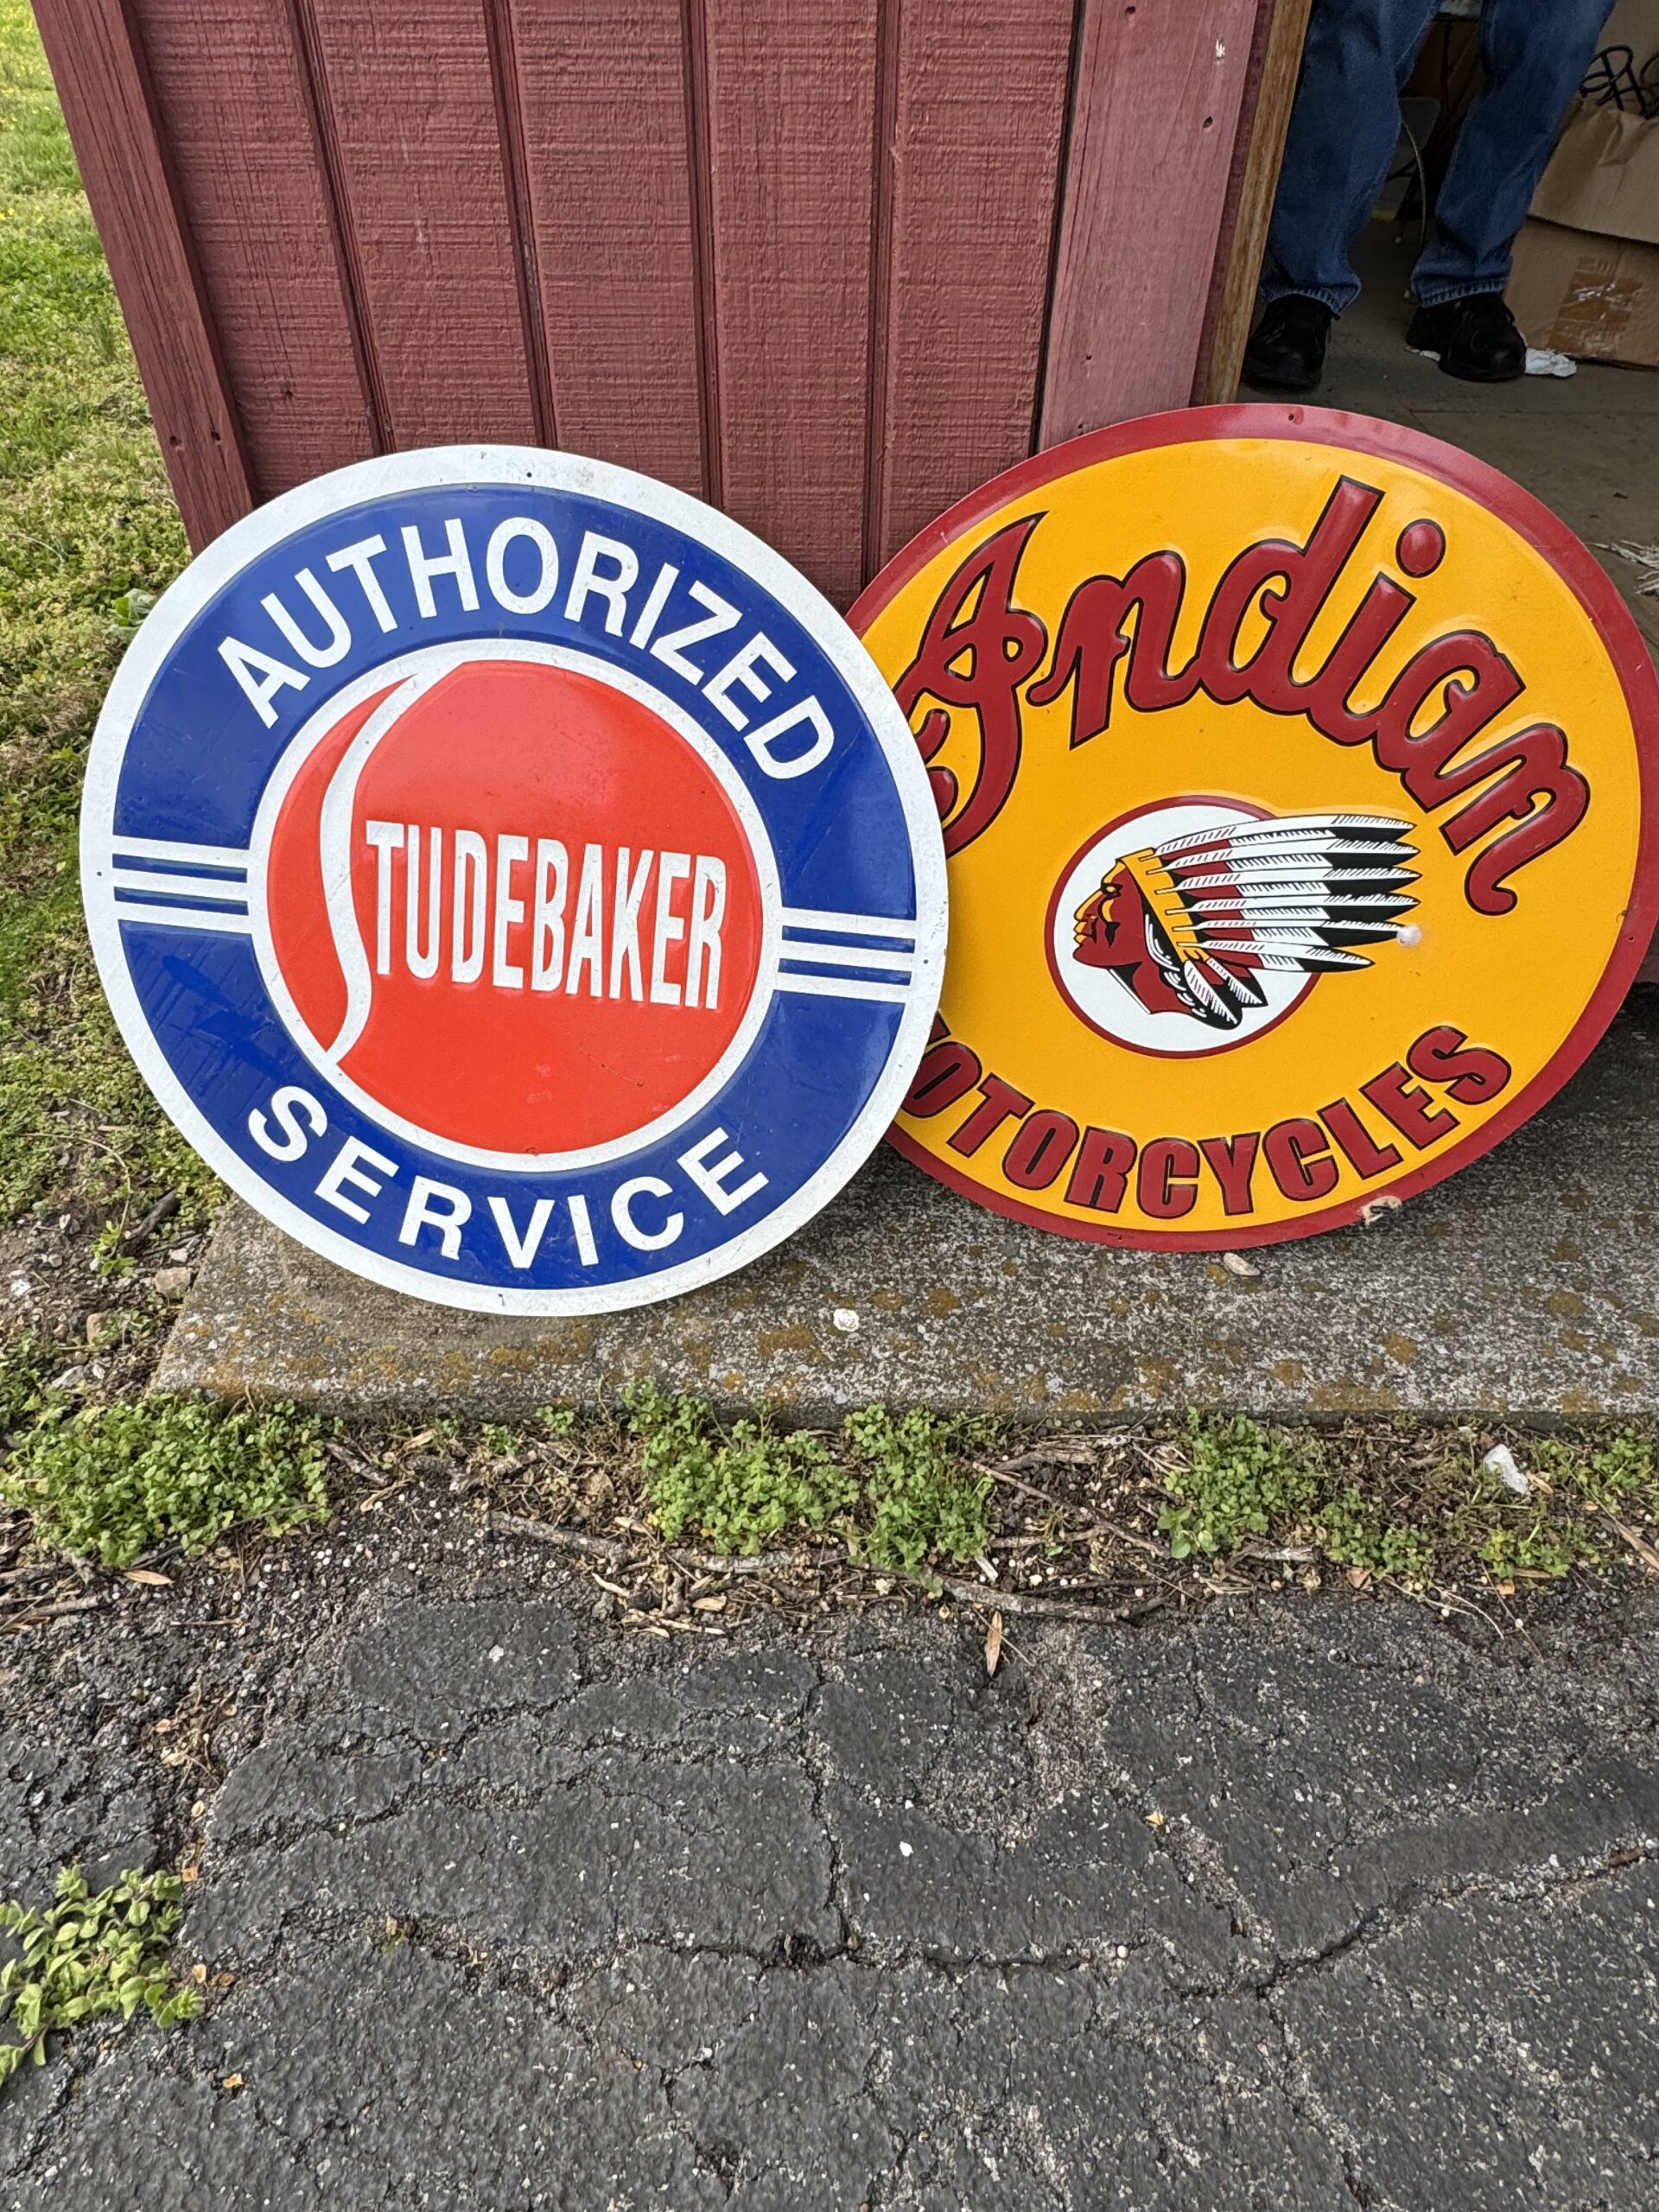 AUTHORIZED
STUDEBAKER
SERVICE
Indian
MOTORCYCLES